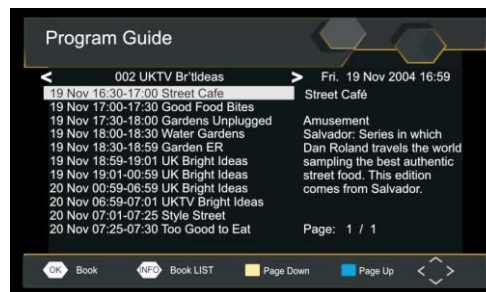 Program Guide
< 002 UKTV Br'tIdeas >
Fri. 19 Nov 2004 16:59
19 Nov 16:30-17:00 Street Cafe
19 Nov 17:00-17:30 Good Food Bites
19 Nov 17:30-18:00 Gardens Unplugged
19 Nov 18:00-18:30 Water Gardens
19 Nov 18:30-18:59 Garden ER
19 Nov 18:59-19:01 UK Bright Ideas
19 Nov 19:01-00:59 UK Bright Ideas
20 Nov 00:59-06:59 UK Bright Ideas
20 Nov 06:59-07:01 UKTV Bright Ideas
20 Nov 07:01-07:25 Style Street
20 Nov 07:25-07:30 Too Good to Eat
Street Café
Amusement
Salvador: Series in which
Dan Roland travels the world
sampling the best authentic
street food. This edition
comes from Salvador.
Page: 1 / 1
OK Book INFO Book LIST Page Down Page Up